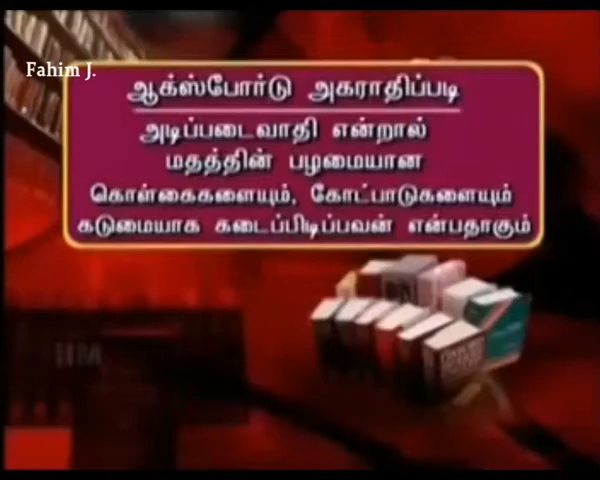 Fahim J.
ஆக்ஸ்போர்டு அகராதிப்படி
அடிப்படைவாதி என்றால்
மதத்தின் பழமையான
கொள்கைகளையும், கோட்பாடுகளையும்
கடுமையாக கடைப்பிடிப்பவன் என்பதாகும்